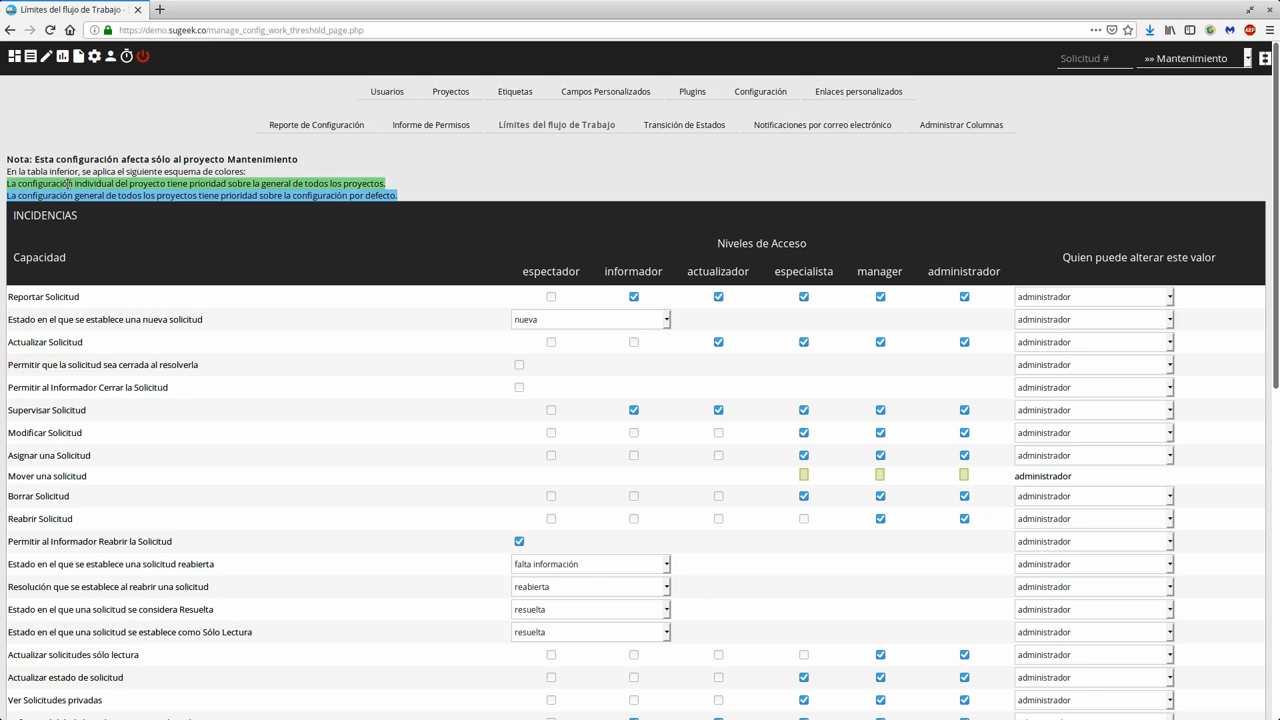 Límites del flujo de Trabajo -
https://demo.sugeek.co/manage_config_work_threshold_page.php
Solicitud #
»» Mantenimiento
Usuarios Proyectos Etiquetas Campos Personalizados Plugins Configuración Enlaces personalizados
Reporte de Configuración Informe de Permisos Límites del flujo de Trabajo Transición de Estados Notificaciones por correo electrónico Administrar Columnas
Nota: Esta configuración afecta sólo al proyecto Mantenimiento
En la tabla inferior, se aplica el siguiente esquema de colores:
La configuración individual del proyecto tiene prioridad sobre la general de todos los proyectos.
La configuración general de todos los proyectos tiene prioridad sobre la configuración por defecto.
INCIDENCIAS
Capacidad Niveles de Acceso Quien puede alterar este valor
espectador informador actualizador especialista manager administrador
Reportar Solicitud administrador
Estado en el que se establece una nueva solicitud nueva administrador
Actualizar Solicitud administrador
Permitir que la solicitud sea cerrada al resolverla administrador
Permitir al Informador Cerrar la Solicitud administrador
Supervisar Solicitud administrador
Modificar Solicitud administrador
Asignar una Solicitud administrador
Mover una solicitud administrador
Borrar Solicitud administrador
Reabrir Solicitud administrador
Permitir al Informador Reabrir la Solicitud administrador
Estado en el que se establece una solicitud reabierta falta información administrador
Resolución que se establece al reabrir una solicitud reabierta administrador
Estado en el que una solicitud se considera Resuelta resuelta administrador
Estado en el que una solicitud se establece como Sólo Lectura resuelta administrador
Actualizar solicitudes sólo lectura administrador
Actualizar estado de solicitud administrador
Ver Solicitudes privadas administrador